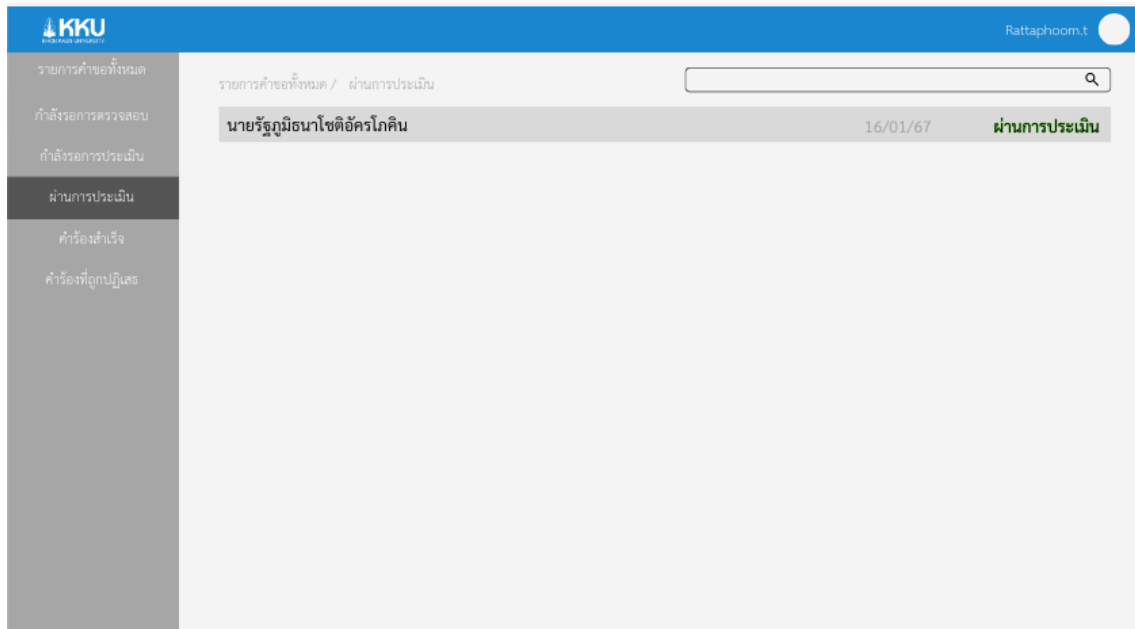 KKU
KHON KAEN UNIVERSITY
Rattaphoom.t
รายการคำขอทั้งหมด
กำลังรอการตรวจสอบ
กำลังรอการประเมิน
ผ่านการประเมิน
คำร้องสำเร็จ
คำร้องที่ถูกปฏิเสธ
รายการคำขอทั้งหมด / ผ่านการประเมิน
นายรัฐภูมิธนาโชติอัครโภคิน 16/01/67 ผ่านการประเมิน